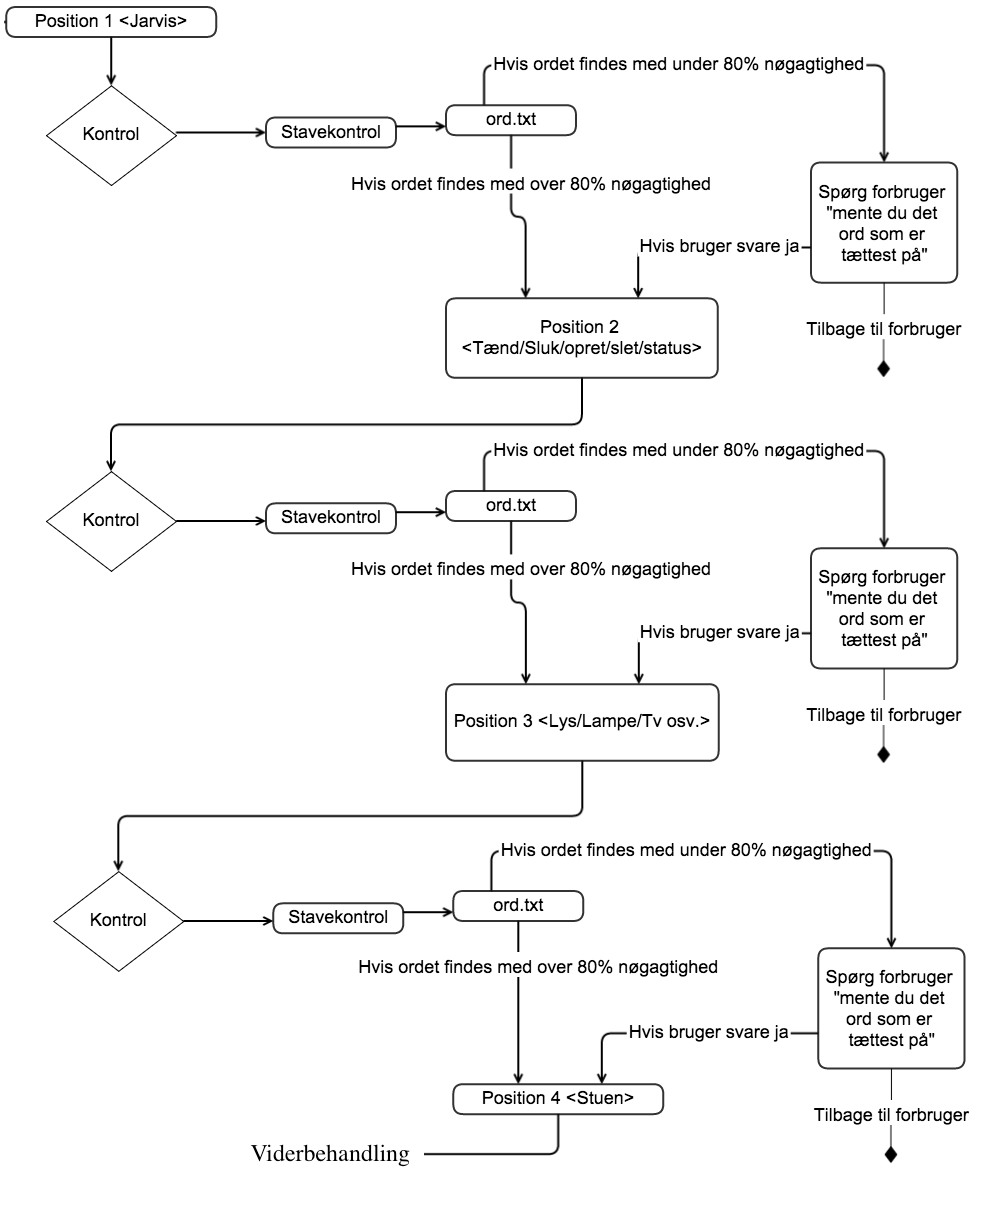 Position 1 <Jarvis>
Hvis ordet findes med under 80% nøgagtighed
Kontrol
Stavekontrol
ord.txt
Hvis ordet findes med over 80% nøgagtighed
Spørg forbruger
"mente du det
ord som er
tættest på"
Hvis bruger svare ja
Position 2
<Tænd/Sluk/opret/slet/status>
Tilbage til forbruger
Hvis ordet findes med under 80% nøgagtighed
Kontrol
Stavekontrol
ord.txt
Hvis ordet findes med over 80% nøgagtighed
Spørg forbruger
"mente du det
ord som er
tættest på"
Hvis bruger svare ja
Position 3 <Lys/Lampe/Tv osv.>
Tilbage til forbruger
Hvis ordet findes med under 80% nøgagtighed
Kontrol
Stavekontrol
ord.txt
Hvis ordet findes med over 80% nøgagtighed
Spørg forbruger
"mente du det
ord som er
tættest på"
Hvis bruger svare ja
Position 4 <Stuen>
Tilbage til forbruger
Viderbehandling